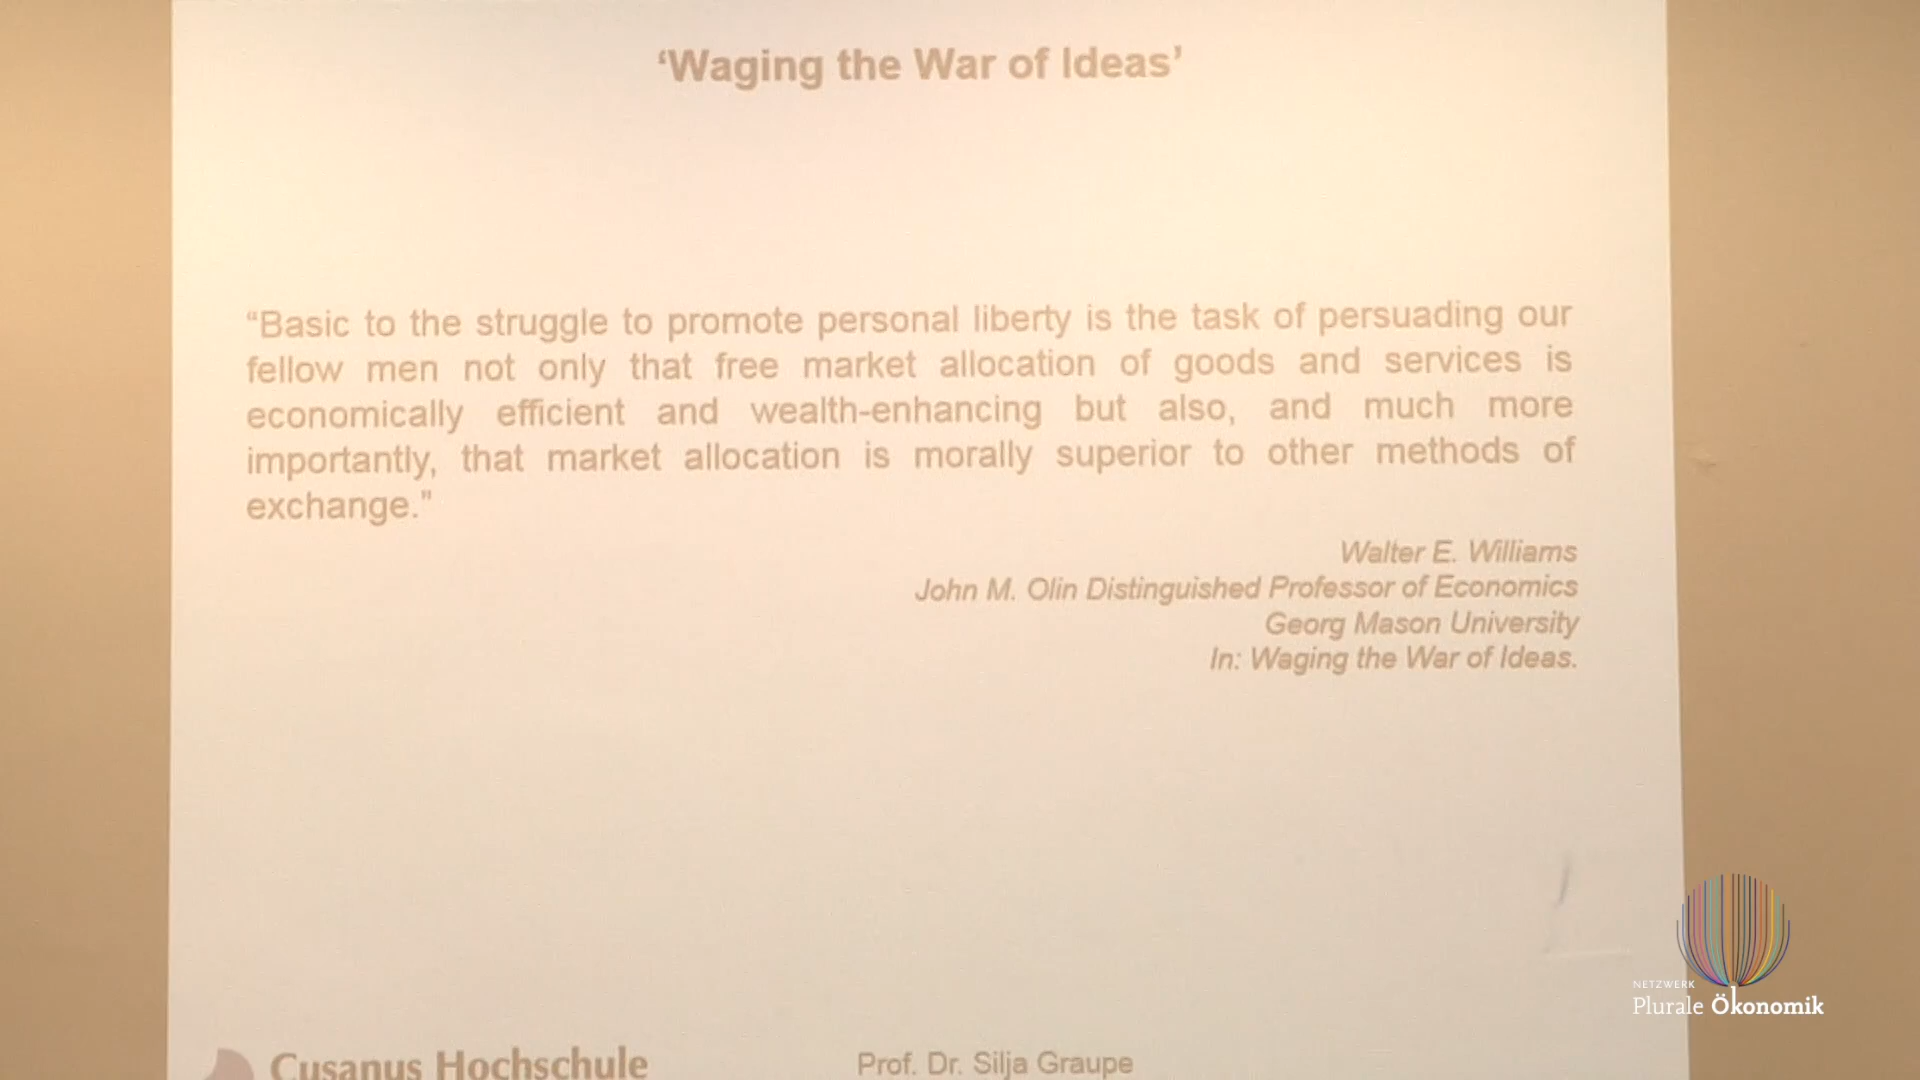 ‘Waging the War of Ideas’
“Basic to the struggle to promote personal liberty is the task of persuading our
fellow men not only that free market allocation of goods and services is
economically efficient and wealth-enhancing but also, and much more
importantly, that market allocation is morally superior to other methods of
exchange."
Walter E. Williams
John M. Olin Distinguished Professor of Economics
Georg Mason University
In: Waging the War of Ideas.
NETZWERK
Plurale Ökonomik
Cusanus Hochschule
Prof. Dr. Silja Graupe